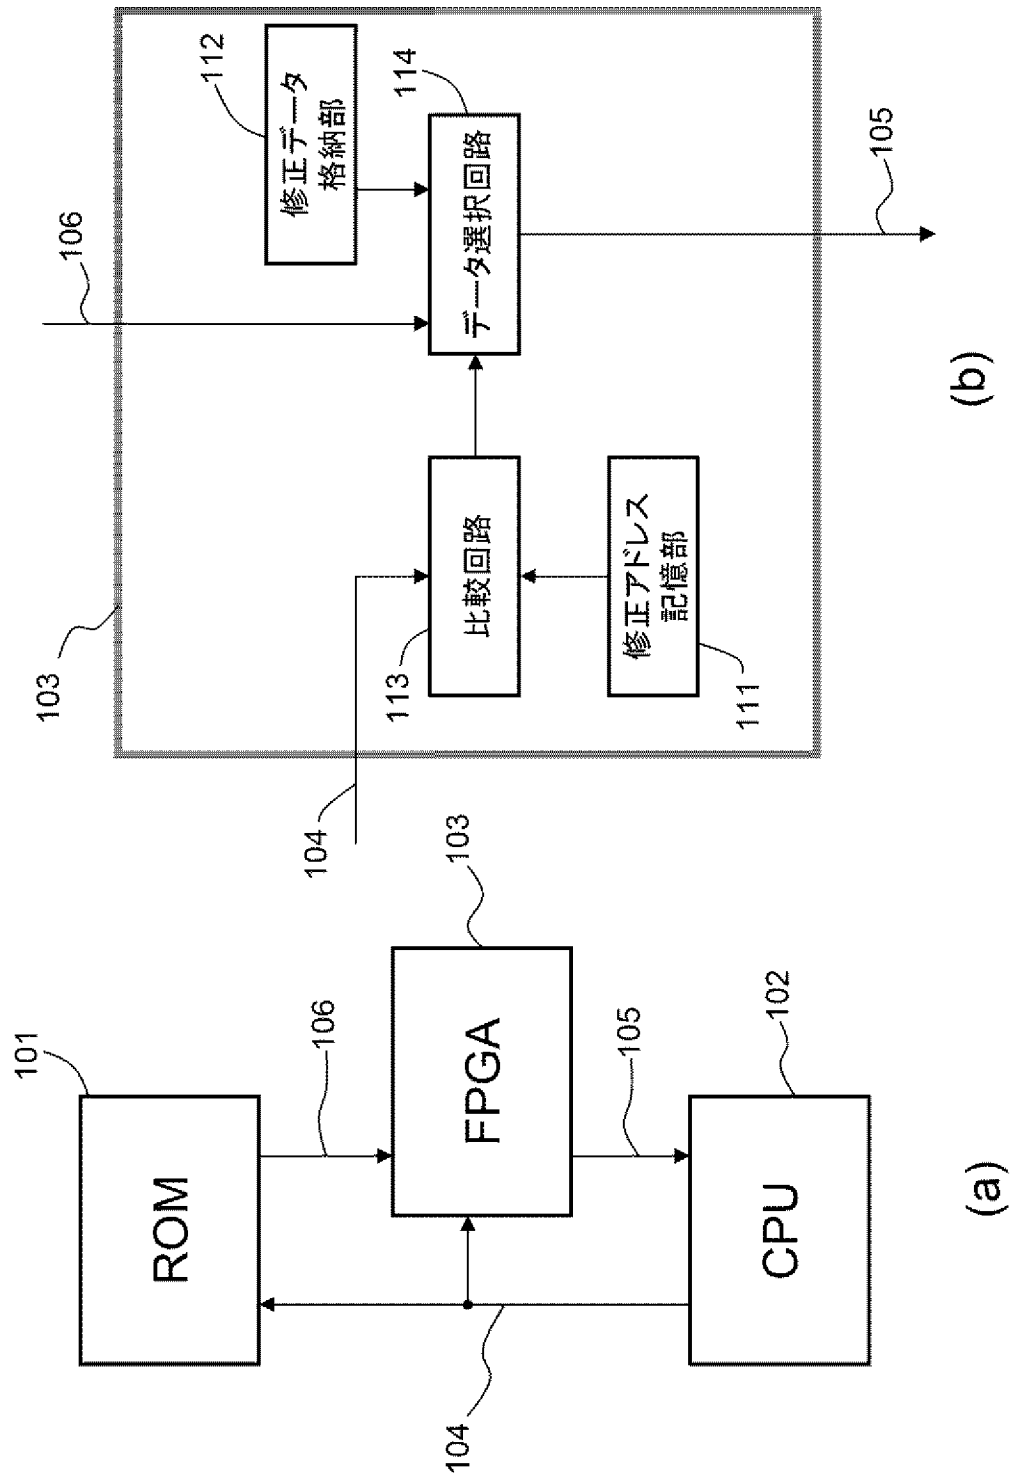 101
ROM
106
103
FPGA
104
105
102
CPU
(a)
103
106
112
修正データ
格納部
114
データ選択回路
104
113
比較回路
修正アドレス
記憶部
111
105
(b)